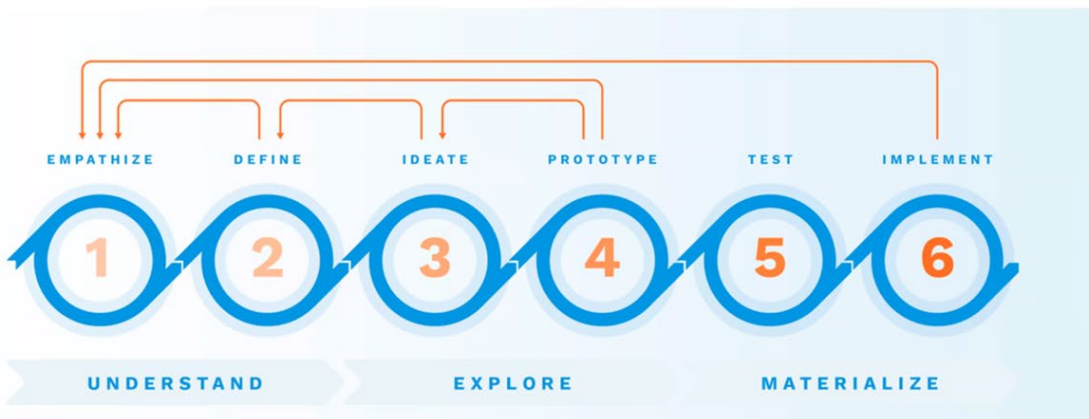 EMPATHIZE DEFINE IDEATE PROTOTYPE TEST IMPLEMENT
1 2 3 4 5 6
UNDERSTAND EXPLORE MATERIALIZE